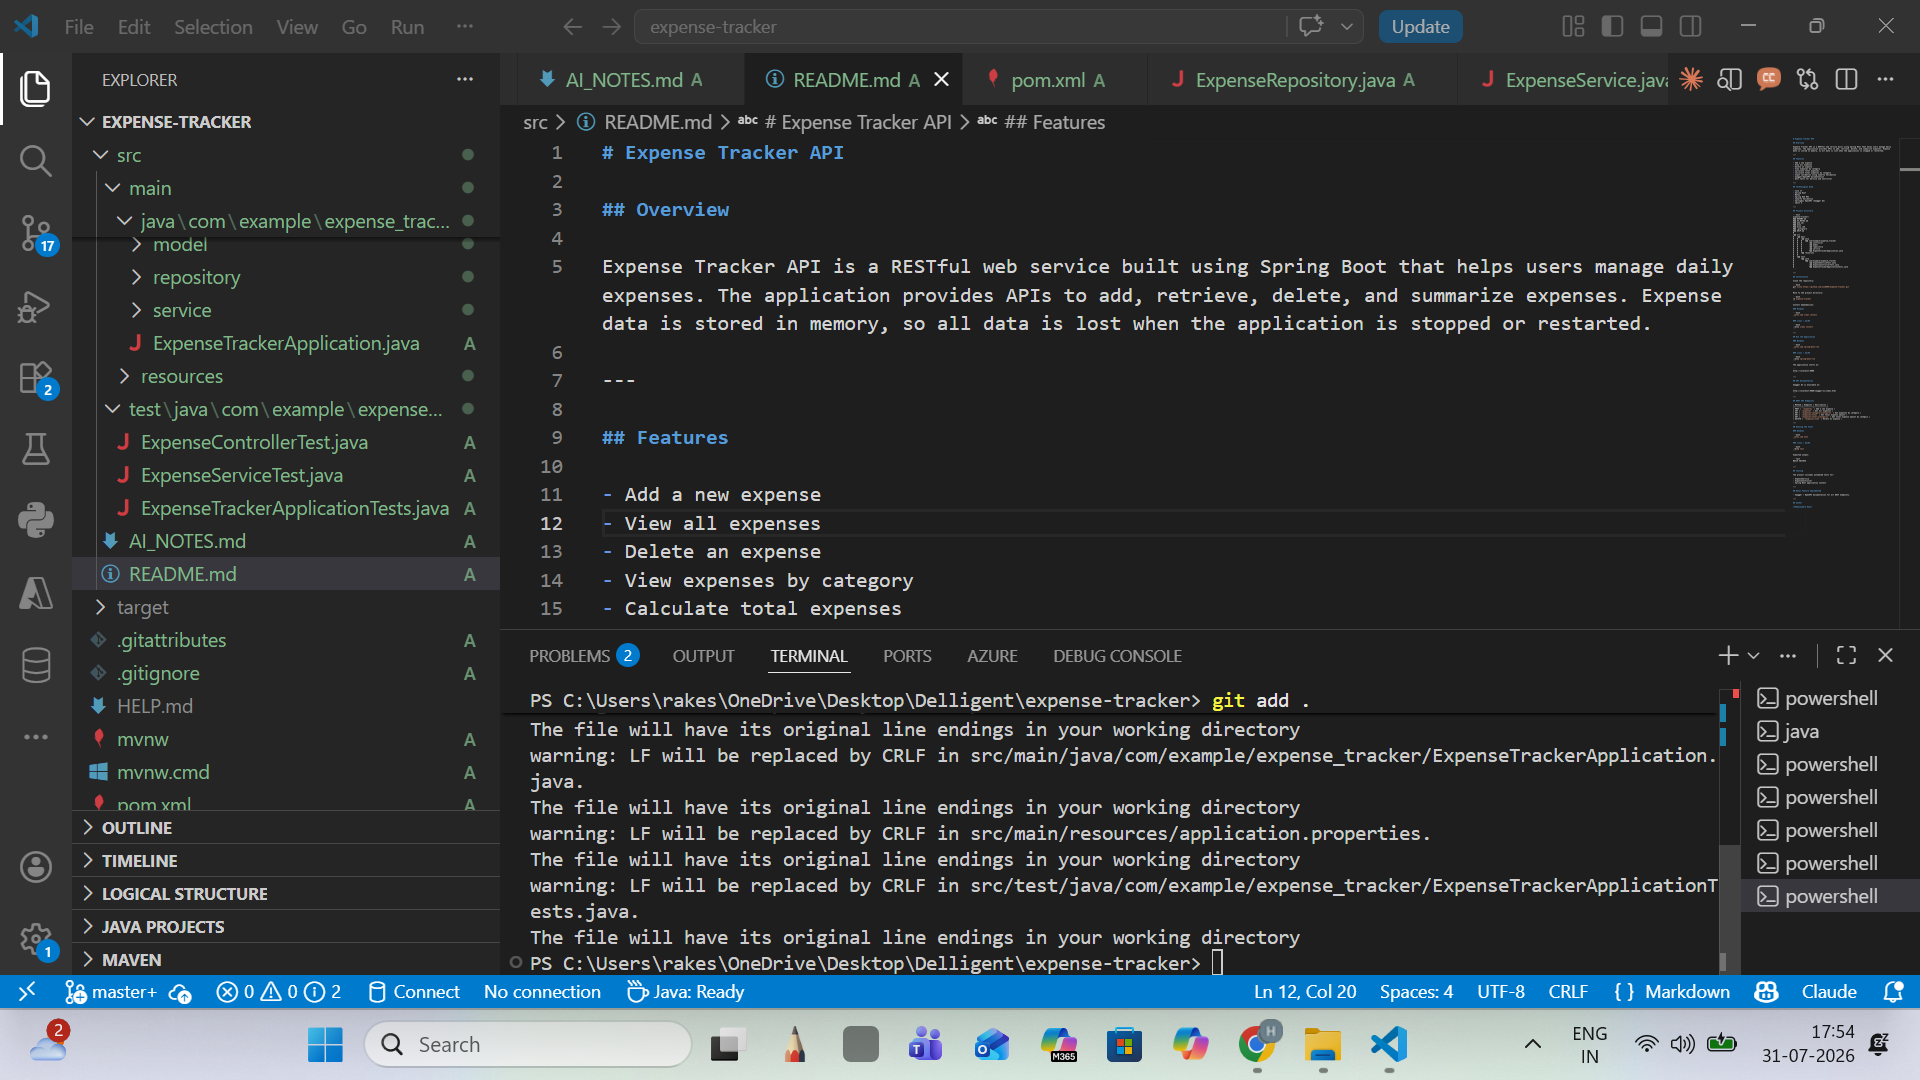 File Edit Selection View Go Run ···
expense-tracker
Update
EXPLORER
EXPENSE-TRACKER
src
main
java\com\example\expense_trac...
model
repository
service
ExpenseTrackerApplication.java A
resources
test\java\com\example\expense...
ExpenseControllerTest.java A
ExpenseServiceTest.java A
ExpenseTrackerApplicationTests.java A
AI_NOTES.md A
README.md A
target
.gitattributes A
.gitignore A
HELP.md
mvnw A
mvnw.cmd A
pom.xml A
OUTLINE
TIMELINE
LOGICAL STRUCTURE
JAVA PROJECTS
MAVEN
17
2
1
AI_NOTES.md A
README.md A
pom.xml A
ExpenseRepository.java A
ExpenseService.java
CC
src > README.md > abc # Expense Tracker API > abc ## Features
1 # Expense Tracker API
2
3 ## Overview
4
5 Expense Tracker API is a RESTful web service built using Spring Boot that helps users manage daily
expenses. The application provides APIs to add, retrieve, delete, and summarize expenses. Expense
data is stored in memory, so all data is lost when the application is stopped or restarted.
6
7 ---
8
9 ## Features
10
11 - Add a new expense
12 - View all expenses
13 - Delete an expense
14 - View expenses by category
15 - Calculate total expenses
PROBLEMS 2 OUTPUT TERMINAL PORTS AZURE DEBUG CONSOLE
PS C:\Users\rakes\OneDrive\Desktop\Delligent\expense-tracker> git add .
The file will have its original line endings in your working directory
warning: LF will be replaced by CRLF in src/main/java/com/example/expense_tracker/ExpenseTrackerApplication.
java.
The file will have its original line endings in your working directory
warning: LF will be replaced by CRLF in src/main/resources/application.properties.
The file will have its original line endings in your working directory
warning: LF will be replaced by CRLF in src/test/java/com/example/expense_tracker/ExpenseTrackerApplicationT
ests.java.
The file will have its original line endings in your working directory
PS C:\Users\rakes\OneDrive\Desktop\Delligent\expense-tracker>
powershell
java
powershell
powershell
powershell
powershell
powershell
master+ 0 0 2 Connect No connection Java: Ready
Ln 12, Col 20 Spaces: 4 UTF-8 CRLF { } Markdown Claude
2
Search
M365
H
ENG
IN
17:54
31-07-2026